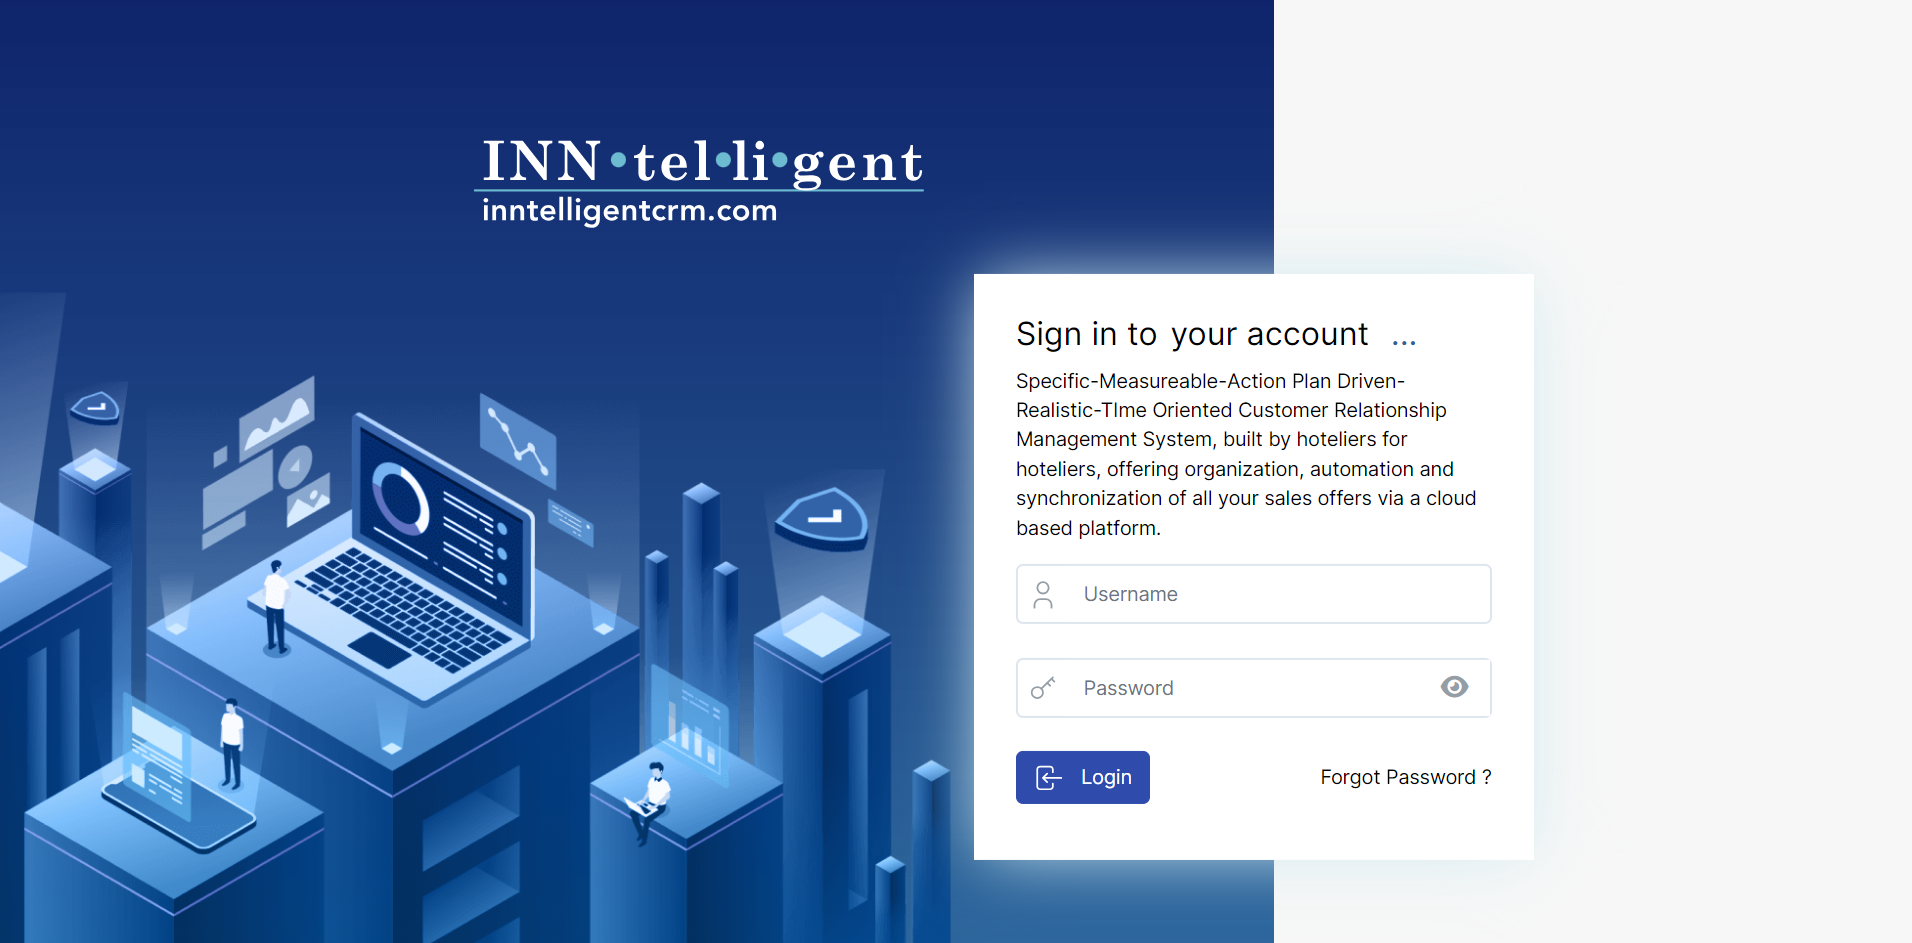 INN•tel•li•gent
inntelligentcrm.com
Sign in to your account ...
Specific-Measureable-Action Plan Driven-
Realistic-TIme Oriented Customer Relationship
Management System, built by hoteliers for
hoteliers, offering organization, automation and
synchronization of all your sales offers via a cloud
based platform.
Username
Password
Login
Forgot Password ?